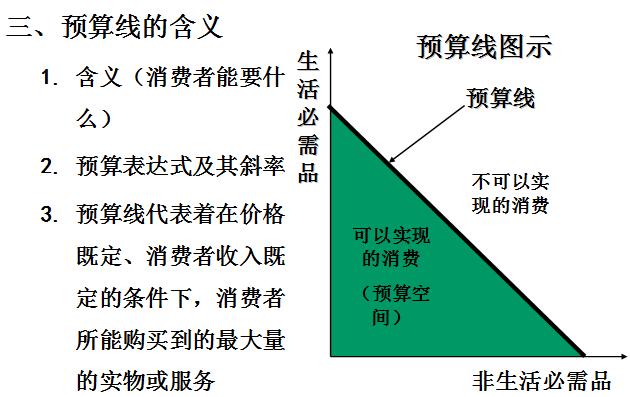 三、预算线的含义
1. 含义（消费者能要什
么）
2. 预算表达式及其斜率
3. 预算线代表着在价格
既定、消费者收入既
定的条件下，消费者
所能购买到的最大量
的实物或服务
预算线图示
生活必需品
预算线
不可以实
现的消费
可以实现
的消费
（预算空
间）
非生活必需品